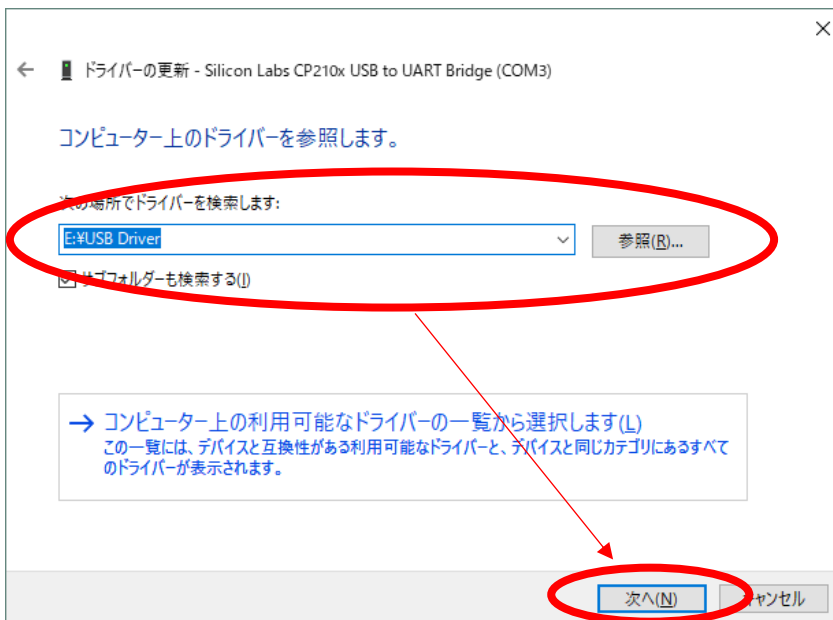 ドライバーの更新 - Silicon Labs CP210x USB to UART Bridge (COM3)
コンピューター上のドライバーを参照します。
次の場所でドライバーを検索します:
E:¥USB Driver
参照(R)...
サブフォルダーも検索する(I)
コンピューター上の利用可能なドライバーの一覧から選択します(L)
この一覧には、デバイスと互換性がある利用可能なドライバーと、デバイスと同じカテゴリにあるすべて
のドライバーが表示されます。
次へ(N)
キャンセル